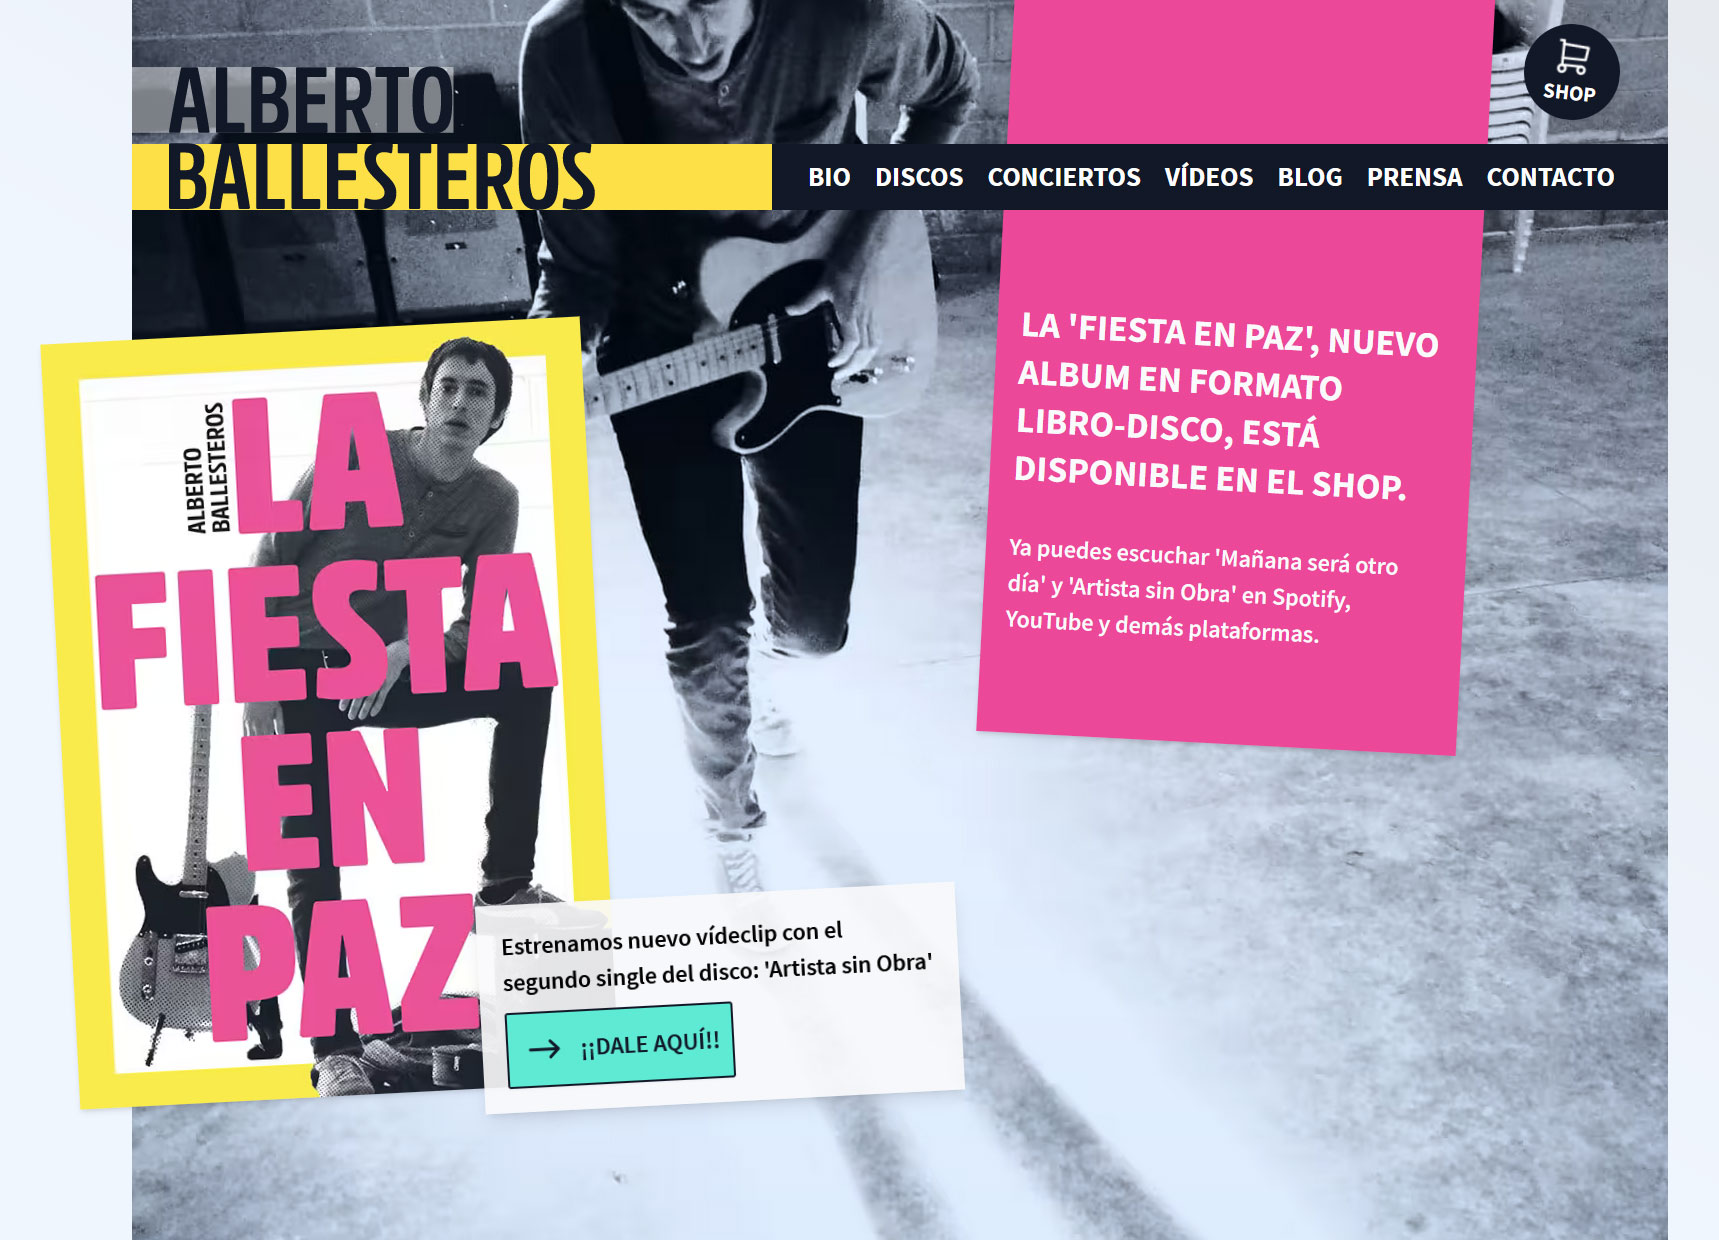 ALBERTO
BALLESTEROS
SHOP
BIO DISCOS CONCIERTOS VÍDEOS BLOG PRENSA CONTACTO
LA 'FIESTA EN PAZ', NUEVO
ALBUM EN FORMATO
LIBRO-DISCO, ESTÁ
DISPONIBLE EN EL SHOP.
Ya puedes escuchar 'Mañana será otro
día' y 'Artista sin Obra' en Spotify,
YouTube y demás plataformas.
ALBERTO
BALLESTEROS
LA
FIESTA
EN
PAZ
Estrenamos nuevo vídeclip con el
segundo single del disco: 'Artista sin Obra'
→ ¡¡DALE AQUÍ!!